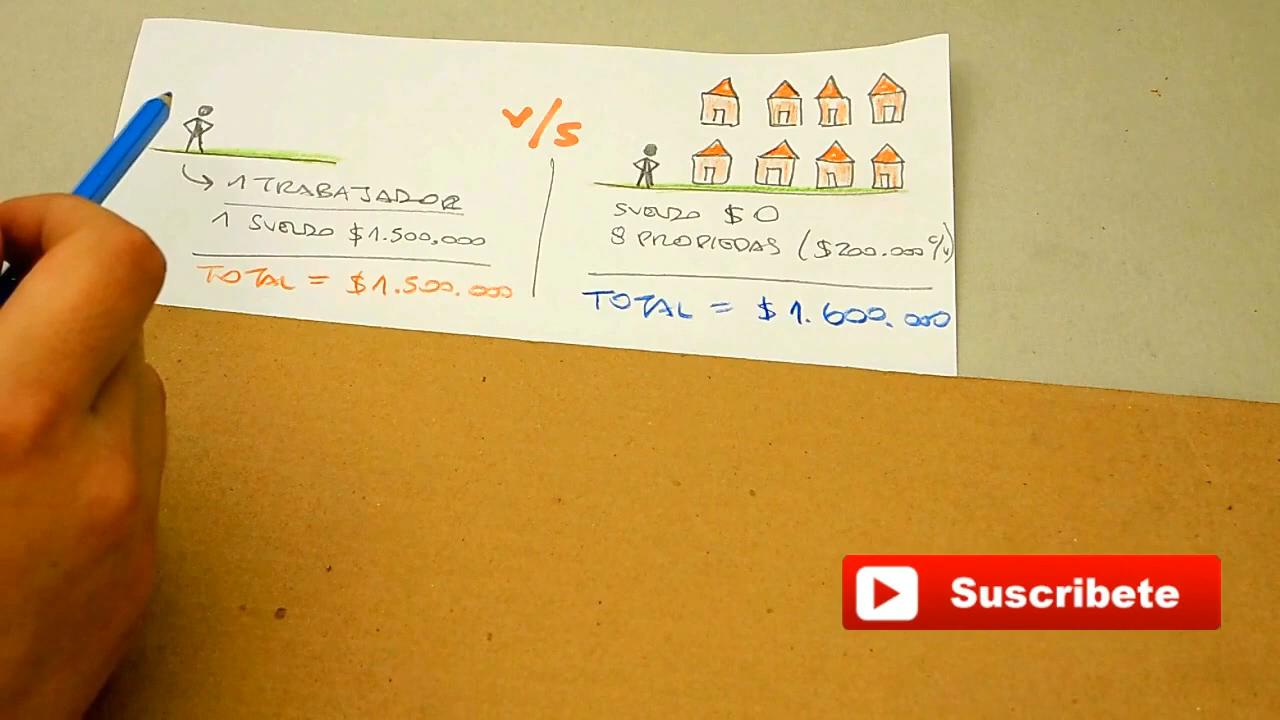 1 TRABAJADOR
1 SUELDO $1.500.000
TOTAL = $1.500.000
v/s
SUELDO $0
8 PROPIEDAS ($200.000 c/u)
TOTAL = $1.600.000
Suscribete